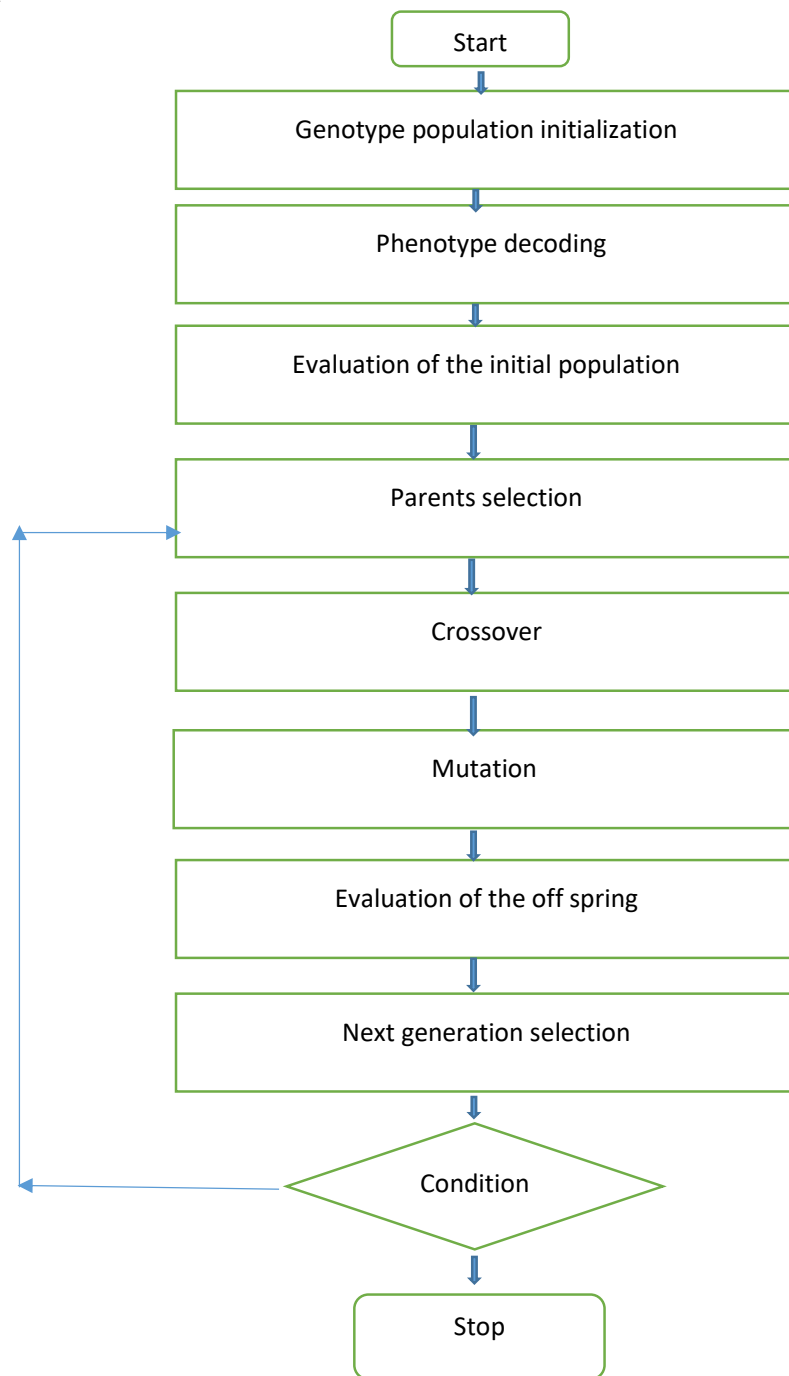 Start
Genotype population initialization
Phenotype decoding
Evaluation of the initial population
Parents selection
Crossover
Mutation
Evaluation of the off spring
Next generation selection
Condition
Stop